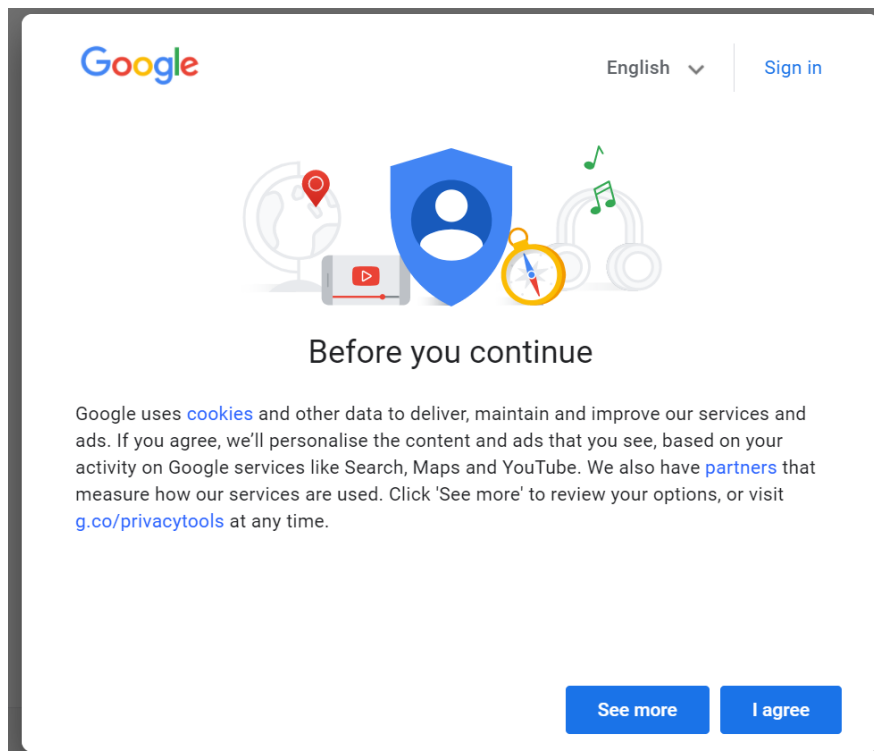 Google
English
Sign in
Before you continue
Google uses cookies and other data to deliver, maintain and improve our services and
ads. If you agree, we’ll personalise the content and ads that you see, based on your
activity on Google services like Search, Maps and YouTube. We also have partners that
measure how our services are used. Click 'See more' to review your options, or visit
g.co/privacytools at any time.
See more
I agree